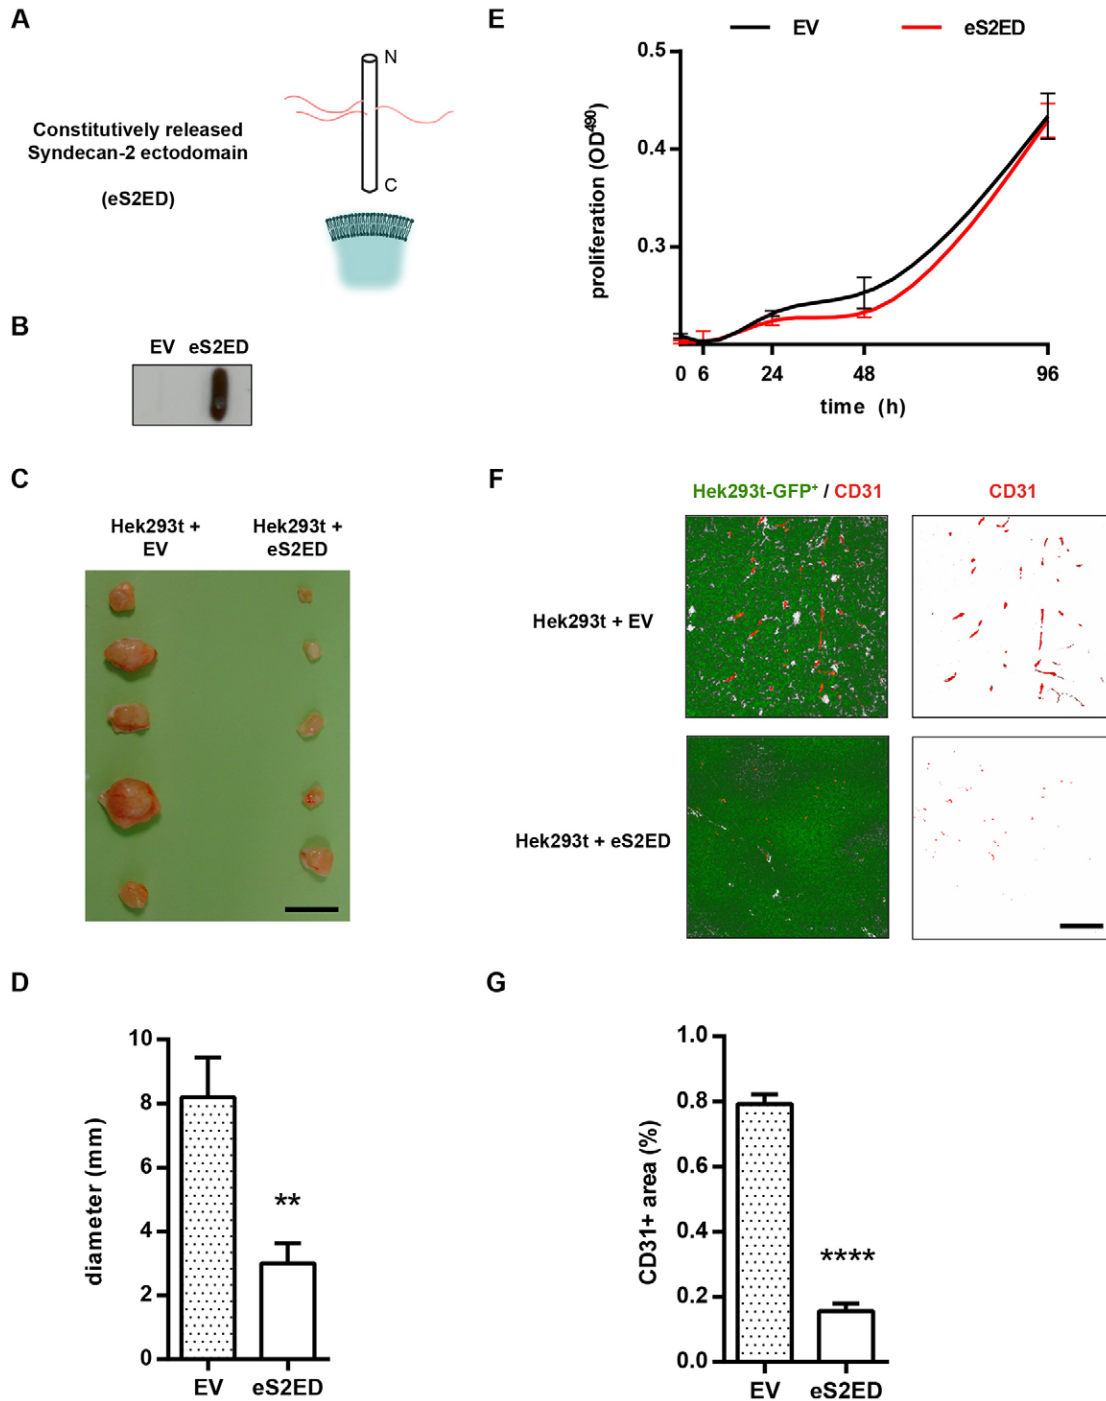 A
Constitutively released
Syndecan-2 ectodomain
(eS2ED)
N
C
B
EV eS2ED
C
Hek293t +
EV
Hek293t +
eS2ED
D
10
8
6
4
2
0
diameter (mm)
**
EV eS2ED
E
EV eS2ED
0.5
0.4
0.3
proliferation (OD⁴⁹⁰)
0 6 24 48 96
time (h)
F
Hek293t-GFP⁺ / CD31
CD31
Hek293t + EV
Hek293t + eS2ED
G
1.0
0.8
0.6
0.4
0.2
0.0
CD31+ area (%)
****
EV eS2ED